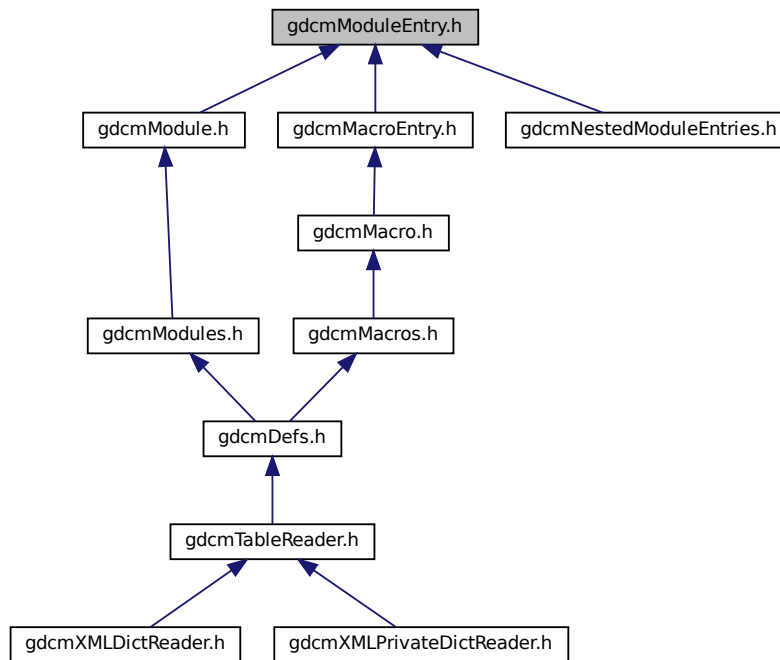 gdcmModuleEntry.h
gdcmModule.h
gdcmMacroEntry.h
gdcmNestedModuleEntries.h
gdcmMacro.h
gdcmModules.h
gdcmMacros.h
gdcmDefs.h
gdcmTableReader.h
gdcmXMLDictReader.h
gdcmXMLPrivateDictReader.h